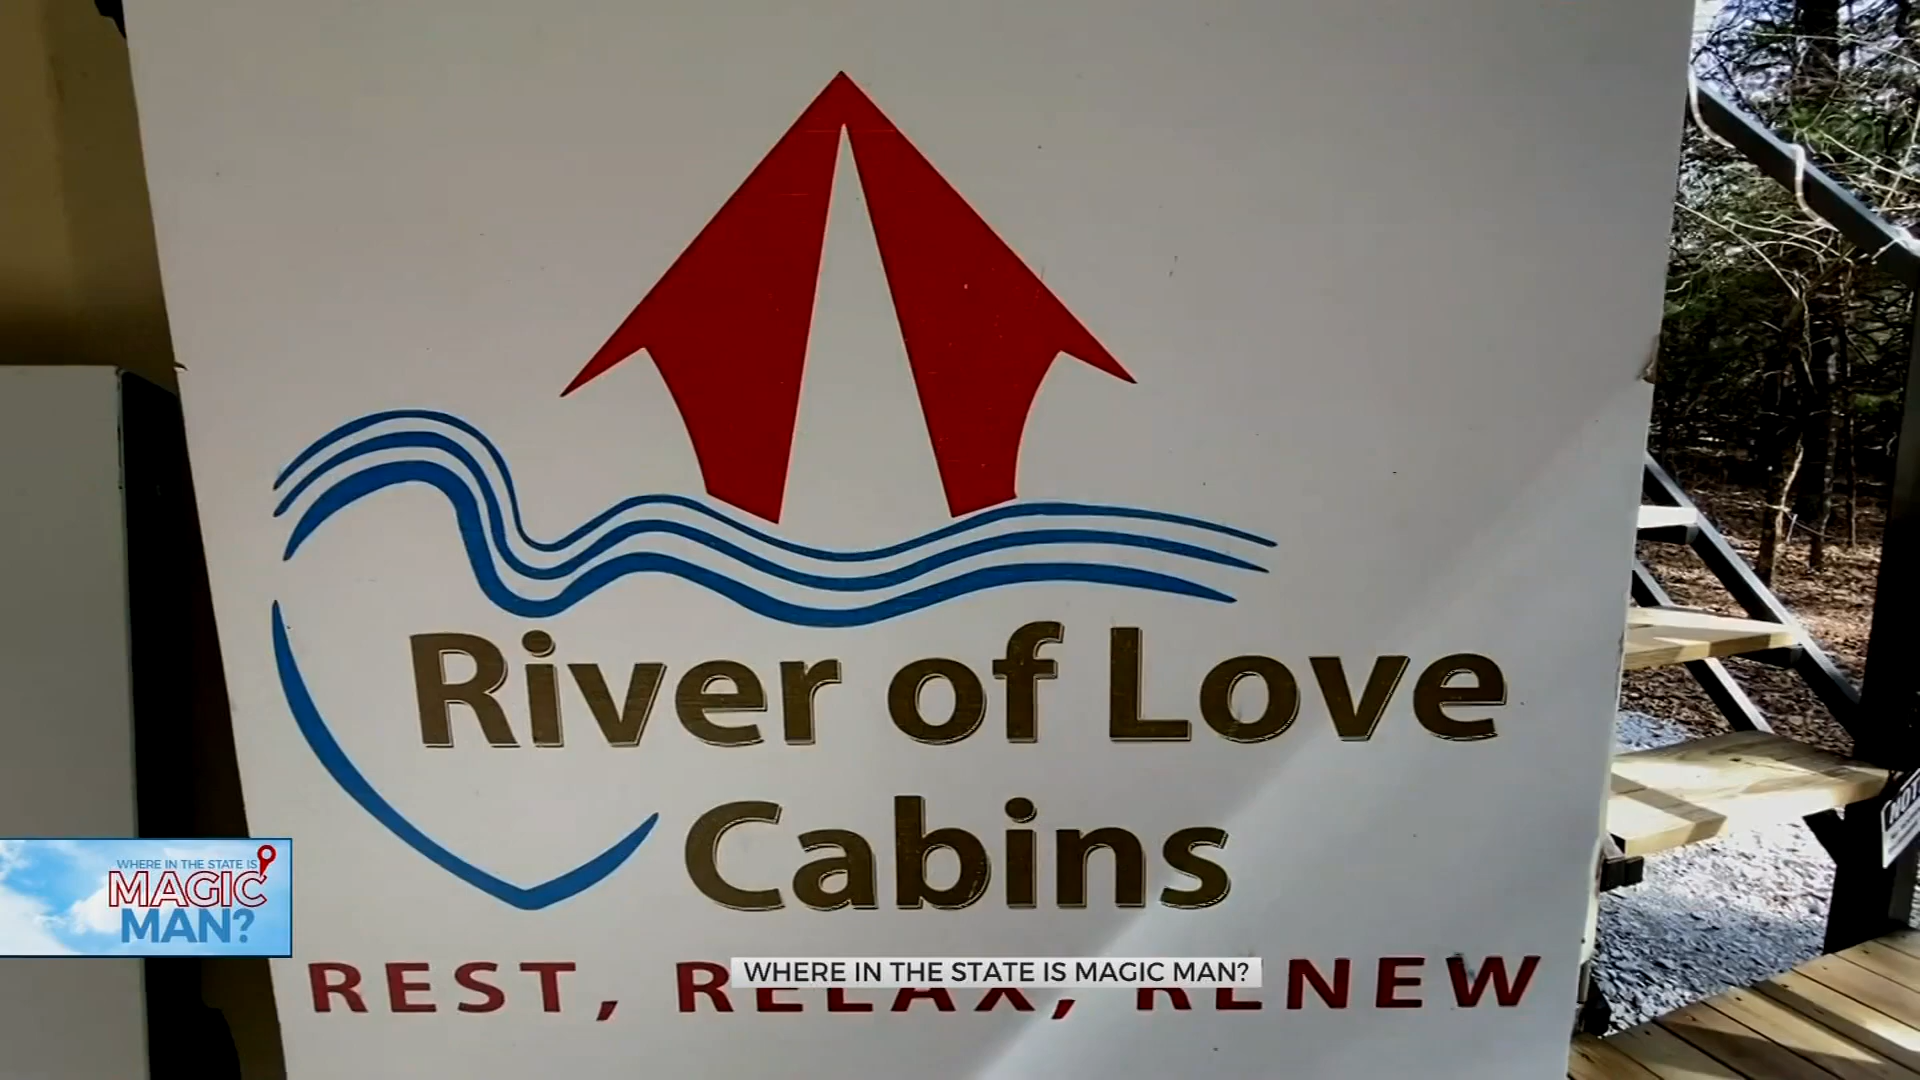 River of Love
Cabins
REST, RELAX, RENEW
WHERE IN THE STATE IS
MAGIC
MAN?
WHERE IN THE STATE IS MAGIC MAN?
NOT